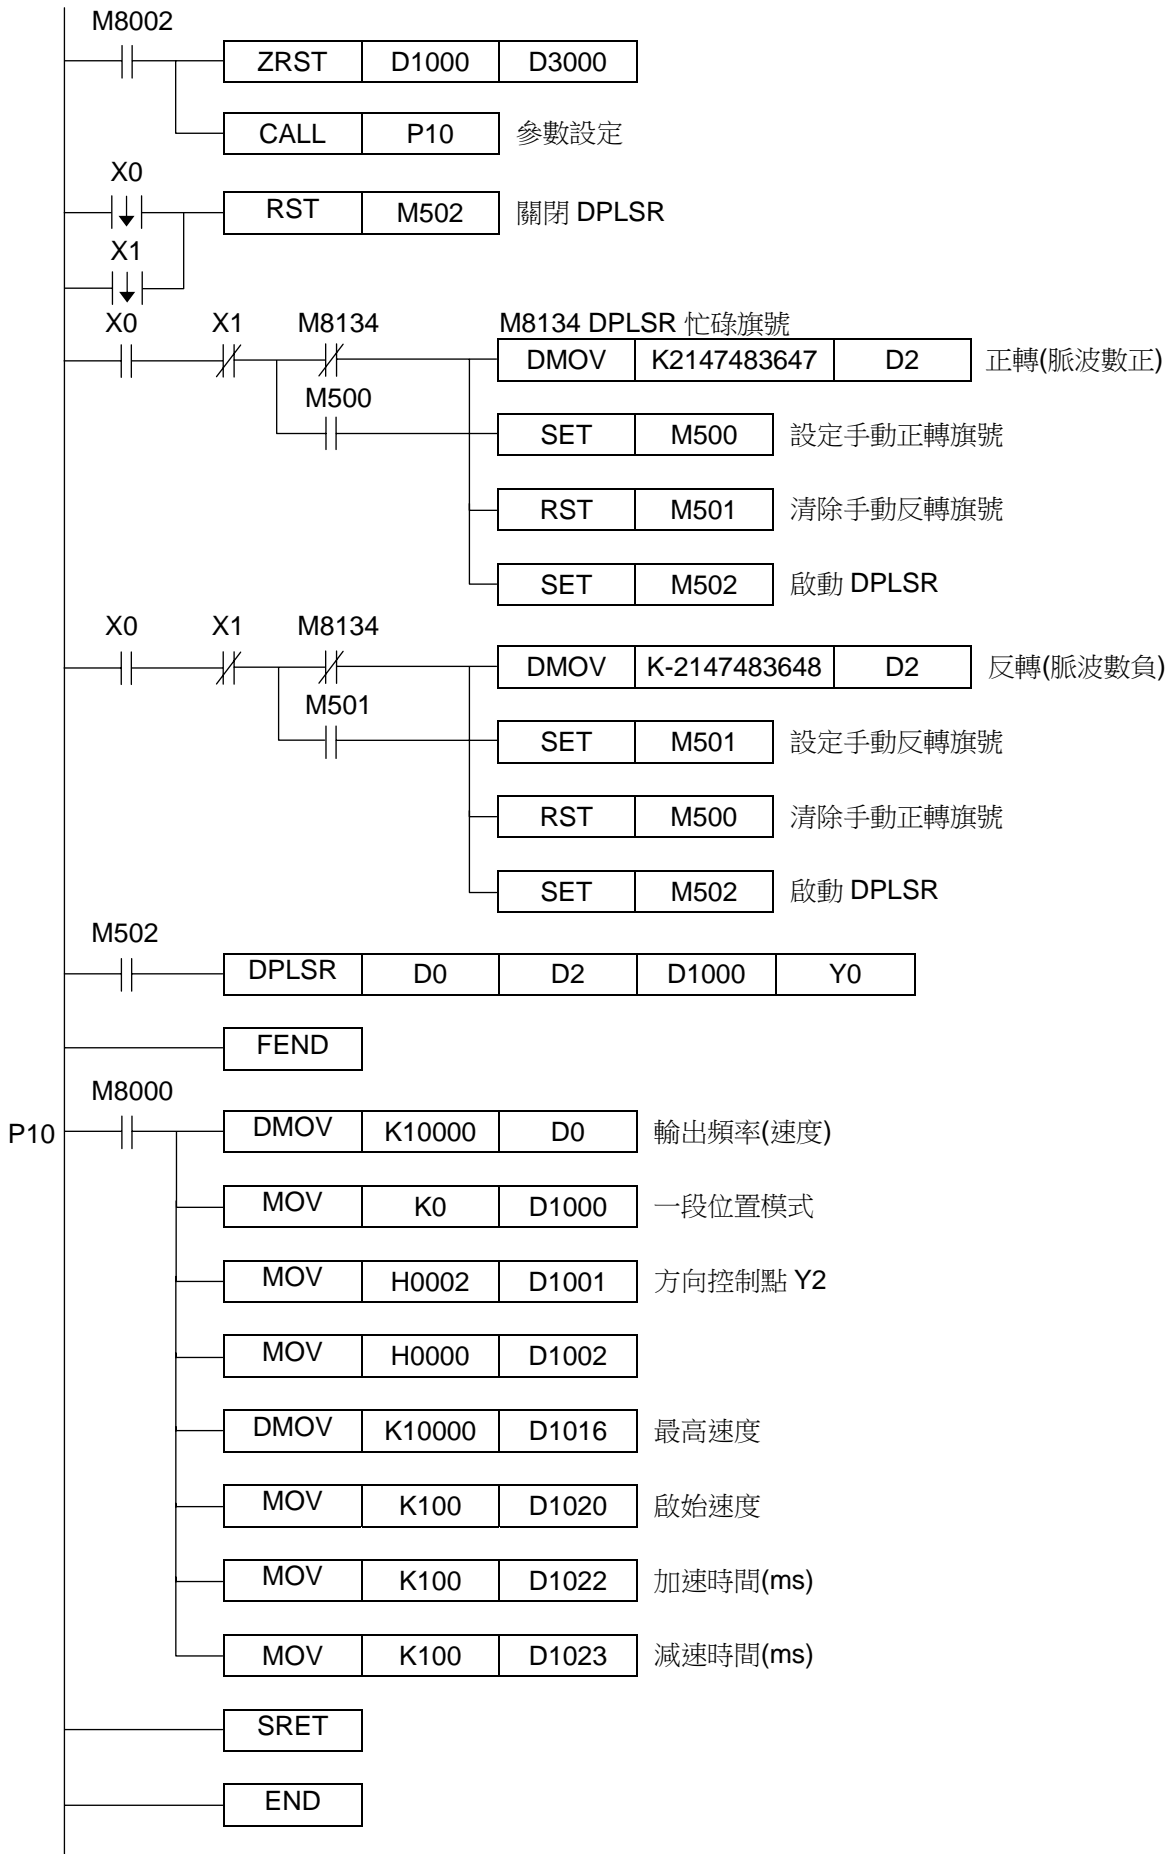 M8002
ZRST D1000 D3000
CALL P10 參數設定
X0
RST M502 關閉 DPLSR
X1
X0 X1 M8134 M8134 DPLSR 忙碌旗號
DMOV K2147483647 D2 正轉(脈波數正)
M500
SET M500 設定手動正轉旗號
RST M501 清除手動反轉旗號
SET M502 啟動 DPLSR
X0 X1 M8134
DMOV K-2147483648 D2 反轉(脈波數負)
M501
SET M501 設定手動反轉旗號
RST M500 清除手動正轉旗號
SET M502 啟動 DPLSR
M502
DPLSR D0 D2 D1000 Y0
FEND
M8000
P10 DMOV K10000 D0 輸出頻率(速度)
MOV K0 D1000 一段位置模式
MOV H0002 D1001 方向控制點 Y2
MOV H0000 D1002
DMOV K10000 D1016 最高速度
MOV K100 D1020 啟始速度
MOV K100 D1022 加速時間(ms)
MOV K100 D1023 減速時間(ms)
SRET
END